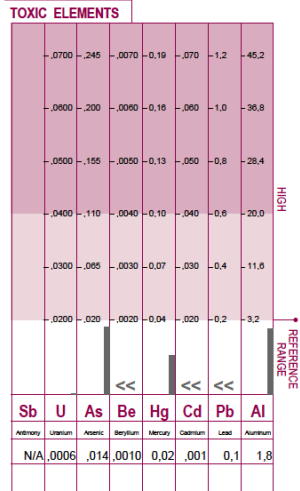 TOXIC ELEMENTS
,0700 ,245 ,0070 0,19 ,070 1,2 45,2
,0600 ,200 ,0060 0,16 ,060 1,0 36,8
,0500 ,155 ,0050 0,13 ,050 0,8 28,4
HIGH
,0400 ,110 ,0040 0,10 ,040 0,6 20,0
,0300 ,065 ,0030 0,07 ,030 0,4 11,6
,0200 ,020 ,0020 0,04 ,020 0,2 3,2
REFERENCE
RANGE
<< << <<
Sb U As Be Hg Cd Pb Al
Antimony Uranium Arsenic Beryllium Mercury Cadmium Lead Aluminum
N/A ,0006 ,014 ,0010 0,02 ,001 0,1 1,8